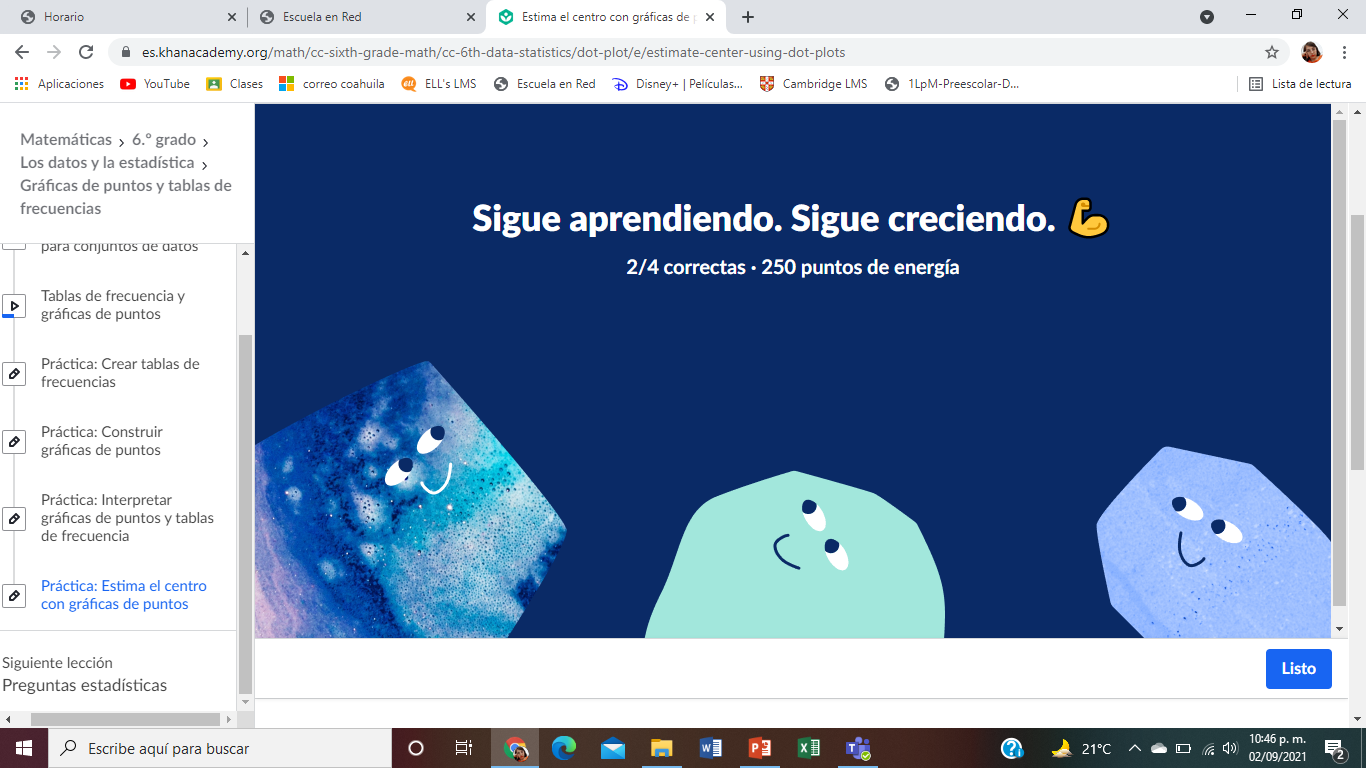 Horario
Escuela en Red
Estima el centro con gráficas de
es.khanacademy.org/math/cc-sixth-grade-math/cc-6th-data-statistics/dot-plot/e/estimate-center-using-dot-plots
Aplicaciones YouTube Clases correo coahuila ELL's LMS Escuela en Red Disney+ | Películas... Cambridge LMS 1LpM-Preescolar-D... Lista de lectura
Matemáticas > 6.° grado >
Los datos y la estadística >
Gráficas de puntos y tablas de
frecuencias
para conjuntos de datos
Tablas de frecuencia y
gráficas de puntos
Práctica: Crear tablas de
frecuencias
Práctica: Construir
gráficas de puntos
Práctica: Interpretar
gráficas de puntos y tablas
de frecuencia
Práctica: Estima el centro
con gráficas de puntos
Siguiente lección
Preguntas estadísticas
Sigue aprendiendo. Sigue creciendo. 💪
2/4 correctas · 250 puntos de energía
Listo
Escribe aquí para buscar
21°C
10:46 p. m.
02/09/2021
2